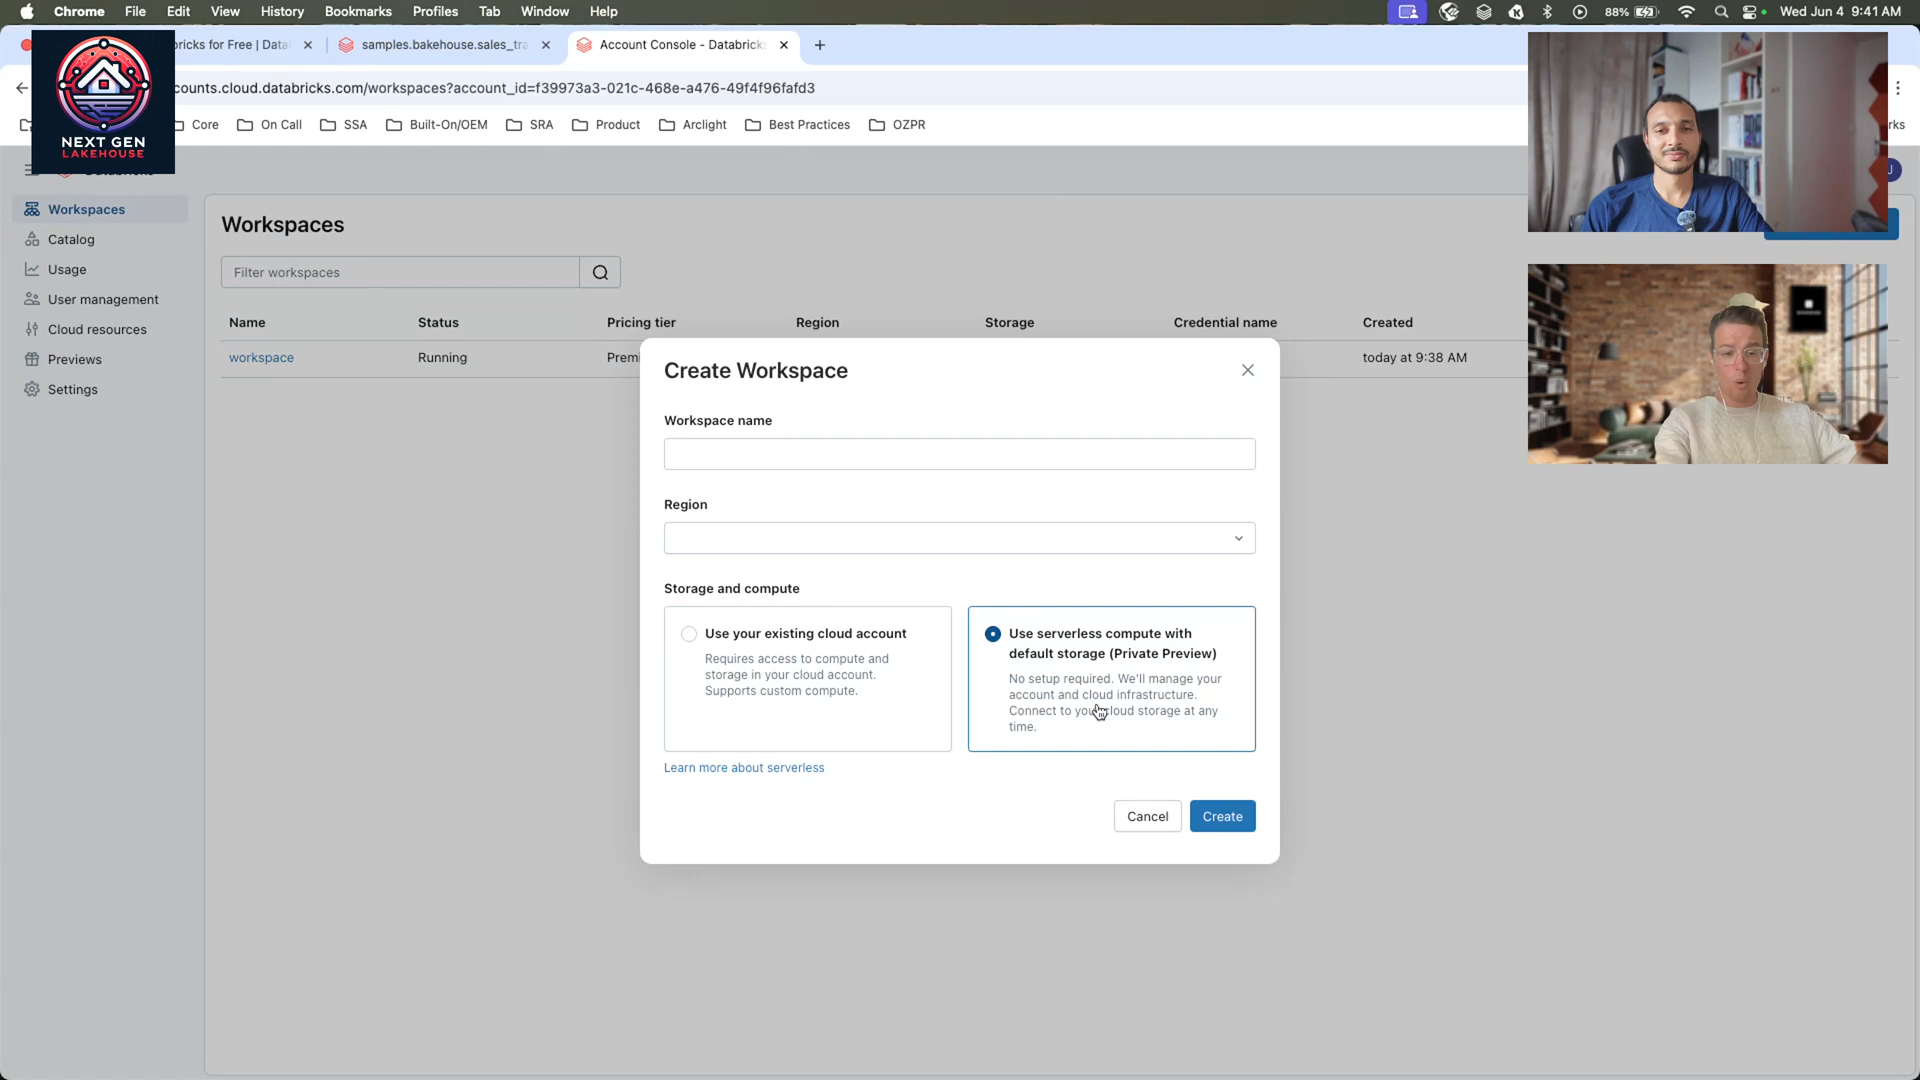 Chrome File Edit View History Bookmarks Profiles Tab Window Help 88% Wed Jun 4 9:41 AM
bricks for Free | Data samples.bakehouse.sales_tra Account Console - Databricks
counts.cloud.databricks.com/workspaces?account_id=f39973a3-021c-468e-a476-49f4f96fafd3
Core On Call SSA Built-On/OEM SRA Product Arclight Best Practices OZPR
NEXT GEN
LAKEHOUSE
Workspaces
Catalog
Usage
User management
Cloud resources
Previews
Settings
Workspaces
Filter workspaces
Name Status Pricing tier Region Storage Credential name Created
workspace Running Premi today at 9:38 AM
Create Workspace
Workspace name
Region
Storage and compute
Use your existing cloud account
Requires access to compute and
storage in your cloud account.
Supports custom compute.
Use serverless compute with
default storage (Private Preview)
No setup required. We'll manage your
account and cloud infrastructure.
Connect to your cloud storage at any
time.
Learn more about serverless
Cancel Create